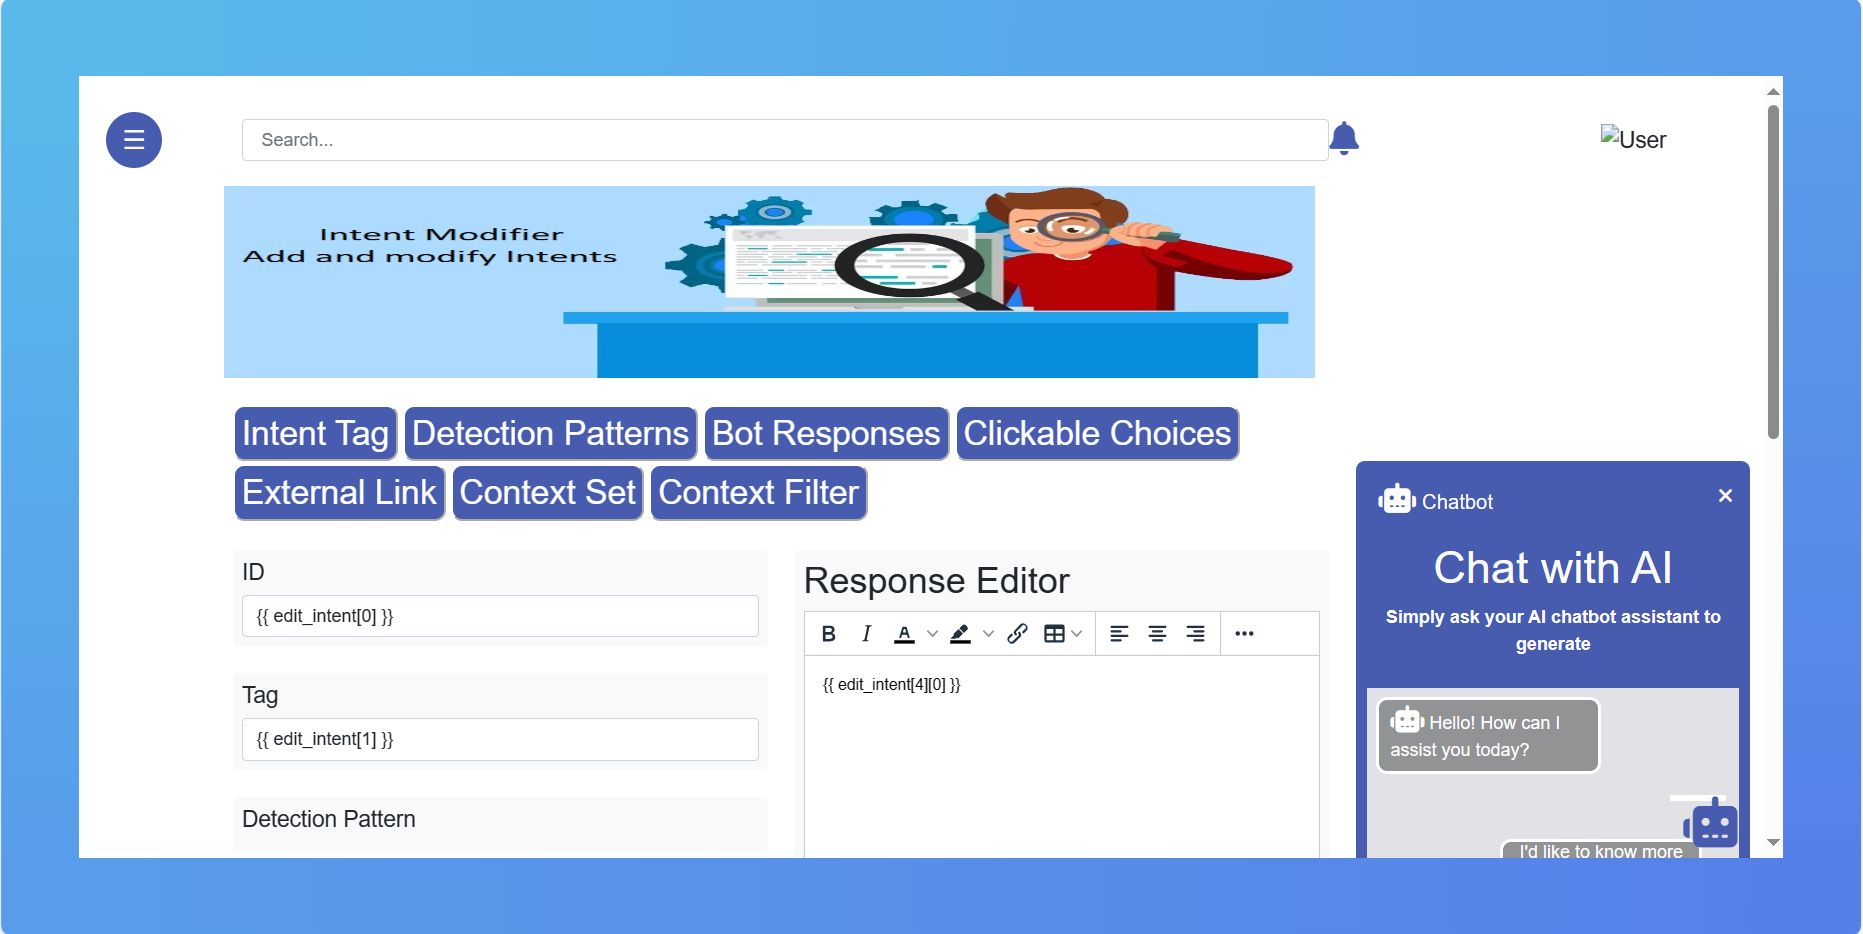 Search...
User
Intent Modifier
Add and modify Intents
Intent Tag Detection Patterns Bot Responses Clickable Choices
External Link Context Set Context Filter
ID
{{ edit_intent[0] }}
Tag
{{ edit_intent[1] }}
Detection Pattern
Response Editor
B I A
{{ edit_intent[4][0] }}
Chatbot
Chat with AI
Simply ask your AI chatbot assistant to
generate
Hello! How can I
assist you today?
I'd like to know more